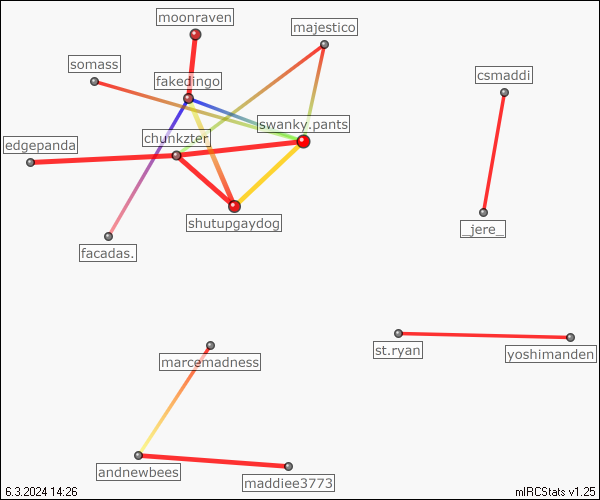 moonraven
majestico
somass
fakedingo
csmaddi
swanky.pants
chunkzter
edgepanda
shutupgaydog
_jere_
facadas.
st.ryan
yoshimanden
marcemadness
andnewbees
maddiee3773
6.3.2024 14:26
mIRCStats v1.25